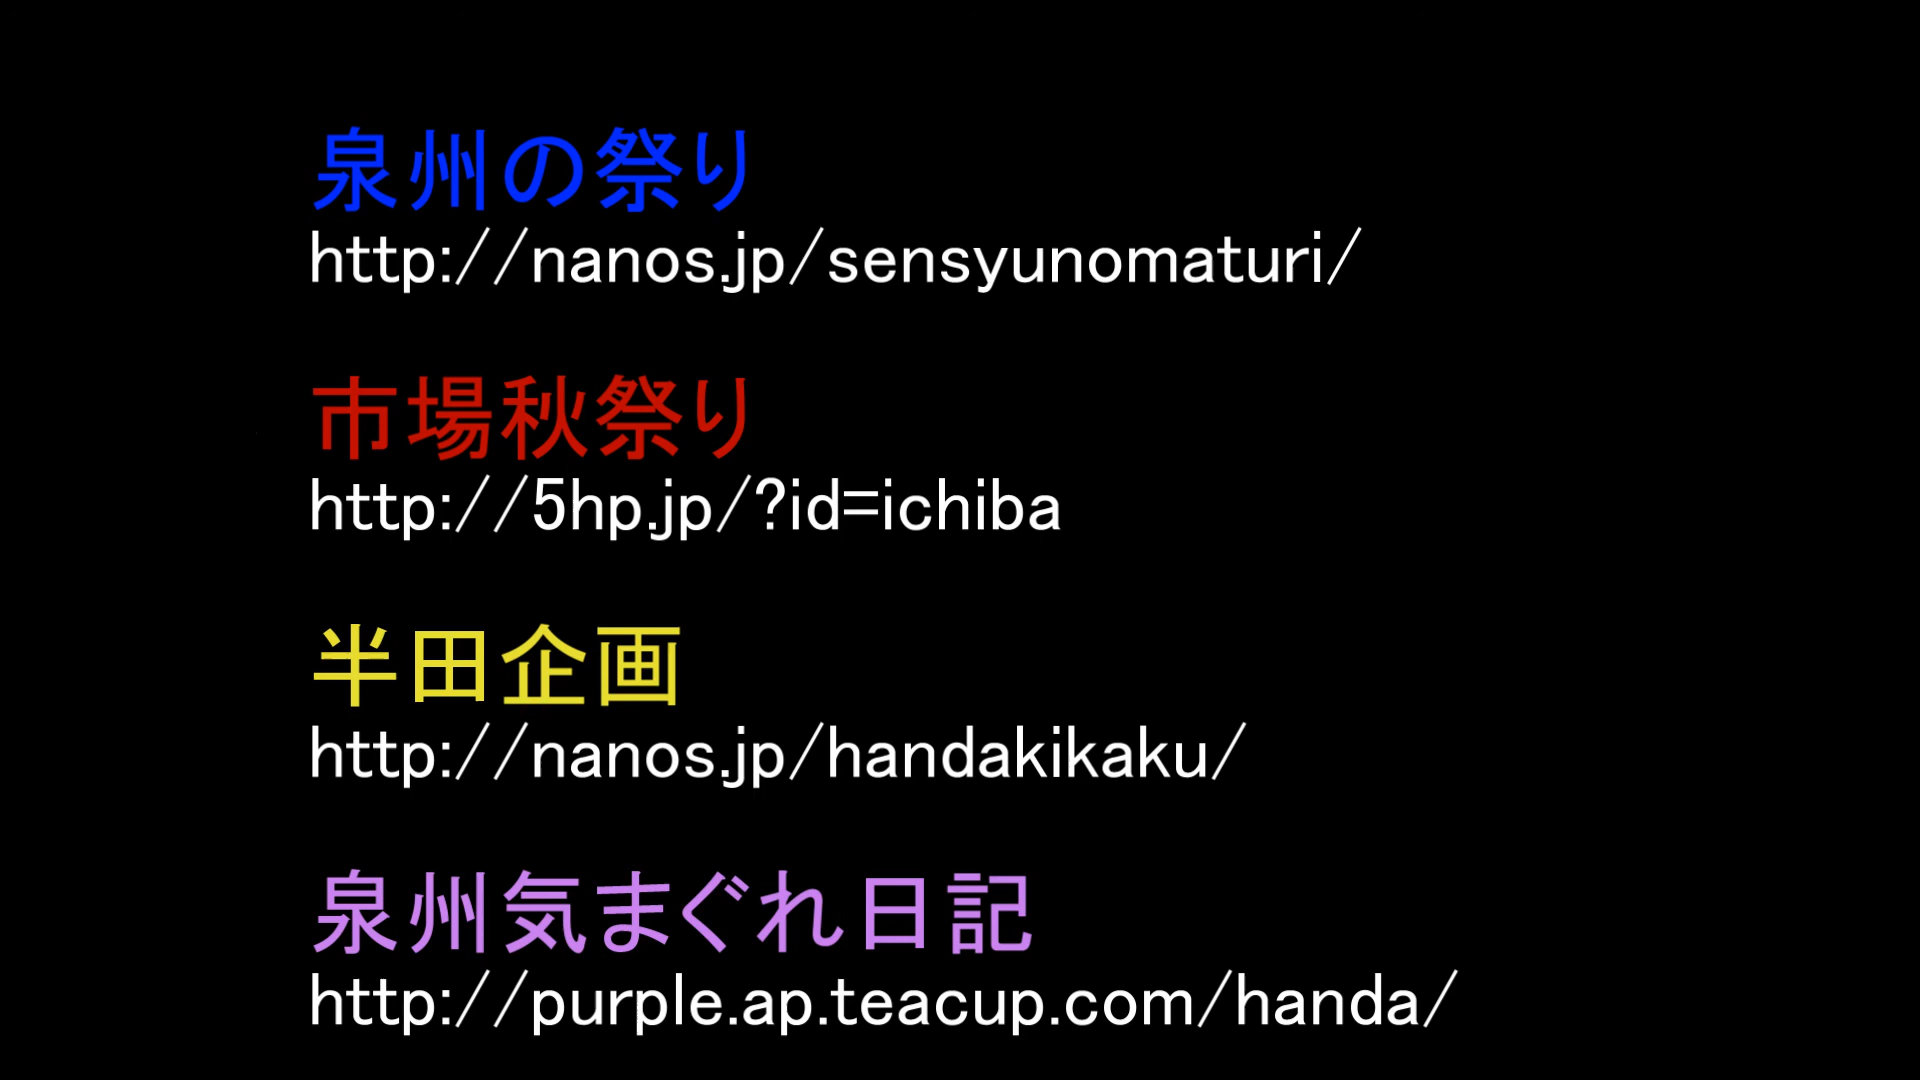 泉州の祭り
http://nanos.jp/sensyunomaturi/
市場秋祭り
http://5hp.jp/?id=ichiba
半田企画
http://nanos.jp/handakikaku/
泉州気まぐれ日記
http://purple.ap.teacup.com/handa/